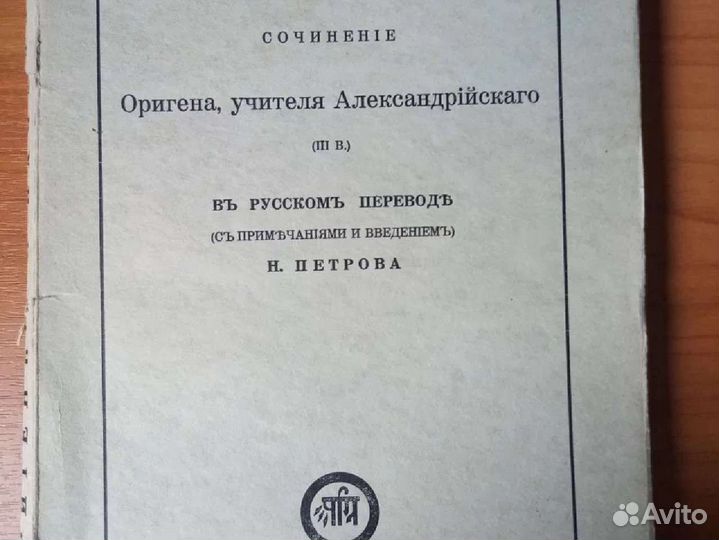 СОЧИНЕНІЕ
Оригена, учителя Александрійскаго
(III В.)
ВЪ РУССКОМЪ ПЕРЕВОДѢ
(СЪ ПРИМѢЧАНІЯМИ И ВВЕДЕНІЕМЪ)
Н. ПЕТРОВА
Avito